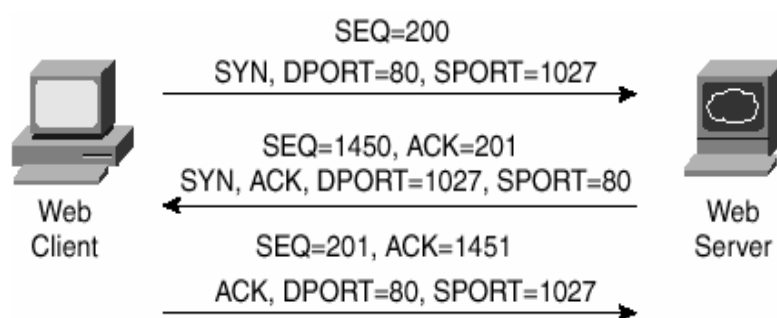 SEQ=200
SYN, DPORT=80, SPORT=1027
SEQ=1450, ACK=201
SYN, ACK, DPORT=1027, SPORT=80
Web
Client
Web
Server
SEQ=201, ACK=1451
ACK, DPORT=80, SPORT=1027